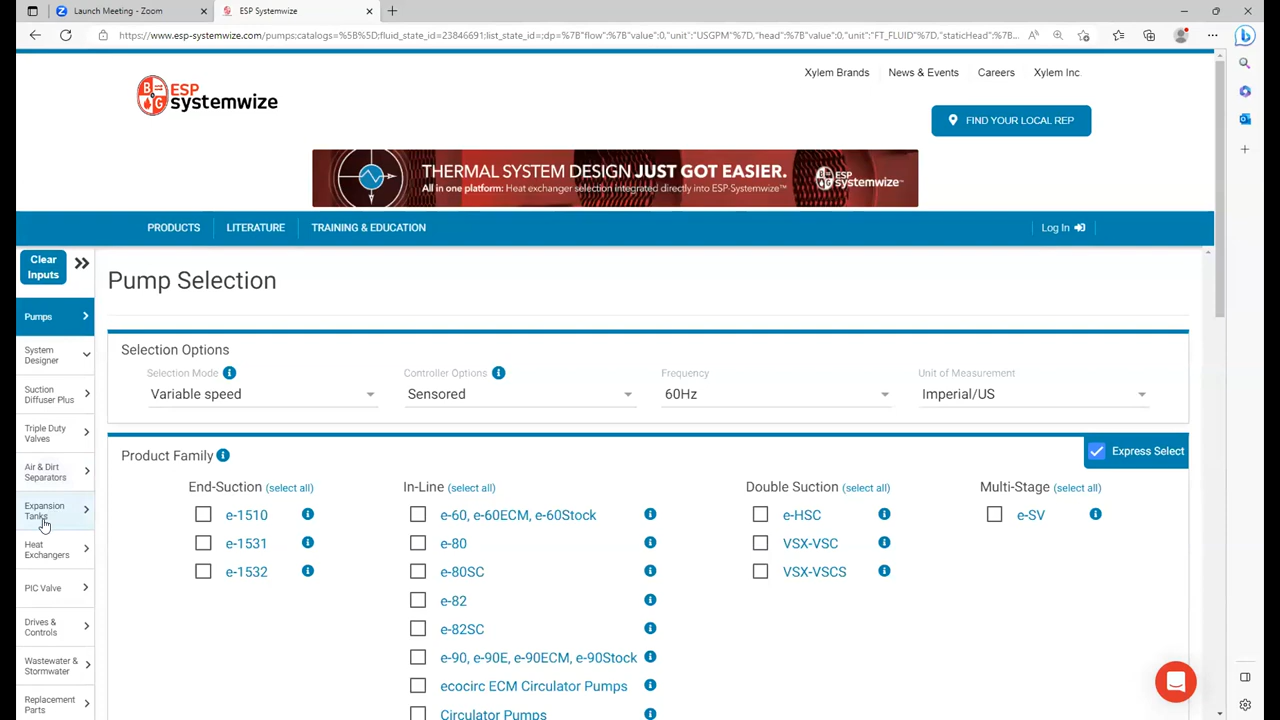 Launch Meeting - Zoom
ESP Systemwize
https://www.esp-systemwize.com/pumps:catalogs=%5B%5D;fluid_state_id=23846691;list_state_id=;dp=%7B"flow"%7B"value":0,"unit":"USGPM"%7D,"head"%7B"value":0,"unit":"FT_FLUID"%7D,"staticHead"%...
Xylem Brands
News & Events
Careers
Xylem Inc
B&G ESP
systemwize
FIND YOUR LOCAL REP
THERMAL SYSTEM DESIGN JUST GOT EASIER.
All in one platform: Heat exchanger selection integrated directly into ESP-Systemwize™
ESP
systemwize™
PRODUCTS
LITERATURE
TRAINING & EDUCATION
Log In
Clear
Inputs
Pumps
System
Designer
Suction
Diffuser Plus
Triple Duty
Valves
Air & Dirt
Separators
Expansion
Tanks
Heat
Exchangers
PIC Valve
Drives &
Controls
Wastewater &
Stormwater
Replacement
Parts
Pump Selection
Selection Options
Selection Mode
Controller Options
Frequency
Unit of Measurement
Variable speed
Sensored
60Hz
Imperial/US
Product Family
Express Select
End-Suction (select all)
In-Line (select all)
Double Suction (select all)
Multi-Stage (select all)
e-1510
e-60, e-60ECM, e-60Stock
e-HSC
e-SV
e-1531
e-80
VSX-VSC
e-1532
e-80SC
VSX-VSCS
e-82
e-82SC
e-90, e-90E, e-90ECM, e-90Stock
ecocirc ECM Circulator Pumps
Circulator Pumps